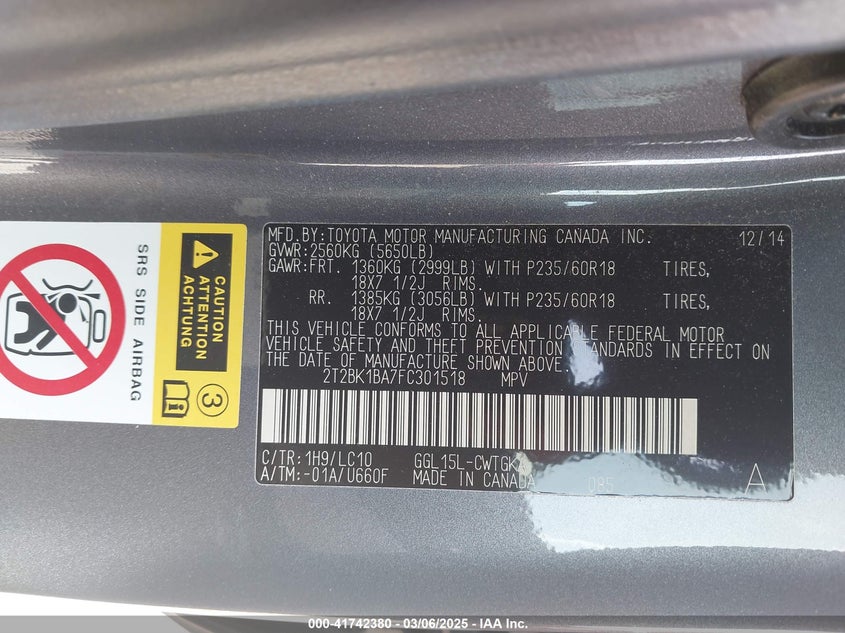 MFD.BY: TOYOTA MOTOR MANUFACTURING CANADA INC. 12/14
GVWR: 2560KG (5650LB)
GAWR: FRT. 1360KG (2999LB) WITH P235/60R18 TIRES,
18X7 1/2J RIMS.
RR. 1385KG (3056LB) WITH P235/60R18 TIRES,
18X7 1/2J RIMS.
THIS VEHICLE CONFORMS TO ALL APPLICABLE FEDERAL MOTOR
VEHICLE SAFETY AND THEFT PREVENTION STANDARDS IN EFFECT ON
THE DATE OF MANUFACTURE SHOWN ABOVE.
2T2BK1BA7FC301518 MPV
C/TR: 1H9/LC10 GGL15L-CWTGKA
A/TM: -01A/U660F MADE IN CANADA 085 A
SRS SIDE AIRBAG
CAUTION
ATTENTION
ACHTUNG
i
3
000-41742380 - 03/06/2025 - IAA Inc.